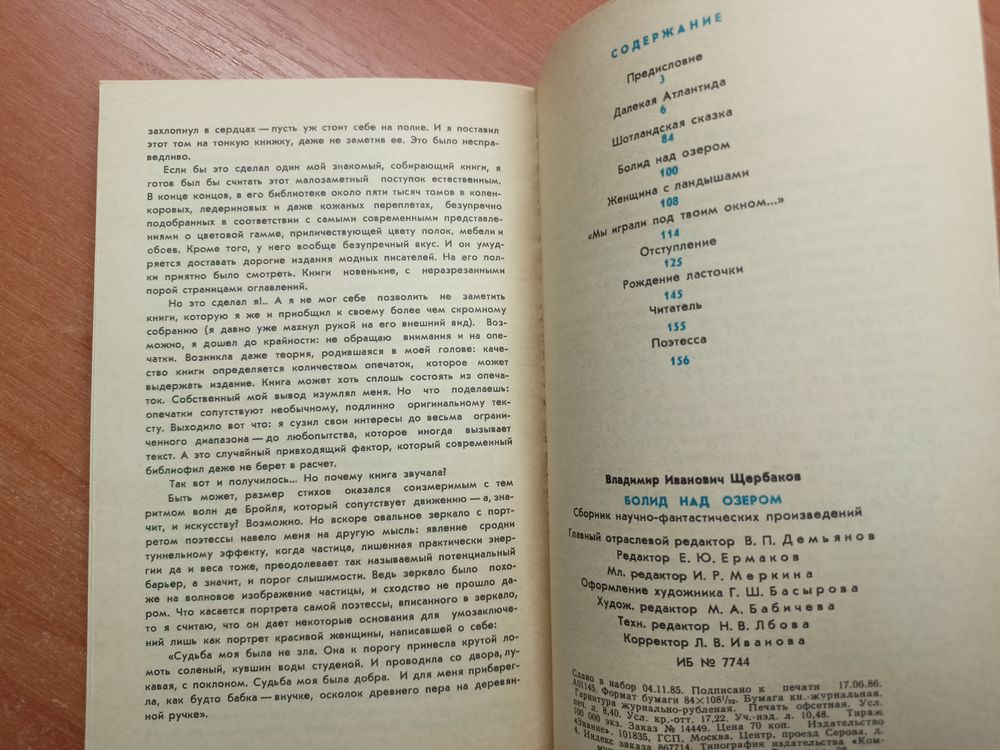 захлопнул в сердцах — пусть уж стоит себе на полке. И я поставил
этот том на тонкую книжку, даже не заметив ее. Это было неспра-
ведливо.
Если бы это сделал один мой знакомый, собирающий книги, я
готов был бы считать этот малозаметный поступок естественным.
В конце концов, в его библиотеке около пяти тысяч томов в колен-
коровых, ледериновых и даже кожаных переплетах, безупречно
подобранных в соответствии с самыми современными представле-
ниями о цветовой гамме, приличествующей цвету полок, мебели и
обоев. Кроме того, у него вообще безупречный вкус. И он умуд-
ряется доставать дорогие издания модных писателей. На его пол-
ки приятно было смотреть. Книги новенькие, с неразрезанными
порой страницами оглавлений.
Но это сделал я!.. А я не мог себе позволить не заметить
книги, которую я же и приобщил к своему более чем скромному
собранию (я давно уже махнул рукой на его внешний вид). Воз-
можно, я дошел до крайности: не обращаю внимания и на опе-
чатки. Возникла даже теория, родившаяся в моей голове: каче-
ство книги определяется количеством опечаток, которое может
выдержать издание. Книга может хоть сплошь состоять из опеча-
ток. Собственный мой вывод изумлял меня. Но что поделаешь:
опечатки сопутствуют необычному, подлинно оригинальному тек-
сту. Выходило вот что: я сузил свои интересы до весьма ограни-
ченного диапазона — до любопытства, которое иногда вызывает
текст. А это случайный привходящий фактор, который современный
библиофил даже не берет в расчет.
Так вот и получилось... Но почему книга звучала?
Быть может, размер стихов оказался соизмеримым с тем
ритмом волн де Бройля, который сопутствует движению — а, зна-
чит, и искусству? Возможно. Но вскоре овальное зеркало с порт-
ретом поэтессы навело меня на другую мысль: явление сродни
туннельному эффекту, когда частица, лишенная практически энер-
гии да и веса тоже, преодолевает так называемый потенциальный
барьер, а значит, и порог слышимости. Ведь зеркало было похо-
же на волновое изображение частицы, и сходство не прошло да-
ром. Что касается портрета самой поэтессы, вписанного в зеркало,
то я считаю, что он дает некоторые основания для умозаключе-
ний лишь как портрет красивой женщины, написавшей о себе:
«Судьба моя была не зла. Она к порогу принесла крутой ло-
моть соленый, кувшин воды студеной. И проводила со двора, лу-
кавая, с поклоном. Судьба моя была добра. И для меня приберег-
ла, как будто бабка — внучке, осколок древнего пера на деревян-
ной ручке».
СОДЕРЖАНИЕ
Предисловие
3
Далекая Атлантида
6
Шотландская сказка
84
Болид над озером
100
Женщина с ландышами
108
«Мы играли под твоим окном...»
114
Отступление
125
Рождение ласточки
145
Читатель
155
Поэтесса
156
Владимир Иванович Щербаков
БОЛИД НАД ОЗЕРОМ
Сборник научно-фантастических произведений
Главный отраслевой редактор В. П. Демьянов
Редактор Е. Ю. Ермаков
Мл. редактор И. Р. Меркина
Оформление художника Г. Ш. Басырова
Худож. редактор М. А. Бабичева
Техн. редактор Н. В. Лбова
Корректор Л. В. Иванова
ИБ № 7744
Сдано в набор 04.11.85. Подписано к печати 17.06.86.
А01145. Формат бумаги 84×108¹/₃₂. Бумага кн.-журнальная.
Гарнитура журнально-рубленая. Печать офсетная. Усл.
печ. л. 8,40. Усл. кр.-отт. 17,22. Уч.-изд. л. 10,48. Тираж
100 000 экз. Заказ № 14449. Цена 70 коп. Издательство
«Знание». 101835, ГСП, Москва, Центр, проезд Серова, д.
4. Индекс заказа 867714. Типография издательства «Ком-